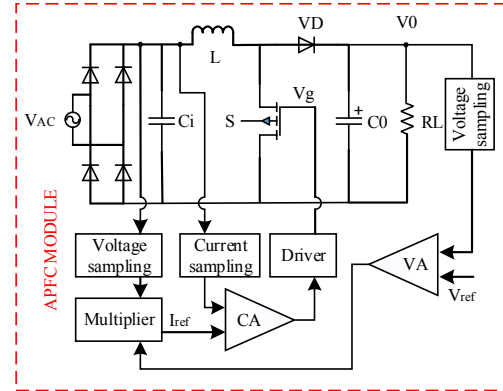 VD
V0
L
Vg
VAC
Ci
S
C0
+
RL
Voltage sampling
APFC MODULE
Voltage
sampling
Current
sampling
Driver
VA
Vref
Multiplier
Iref
CA